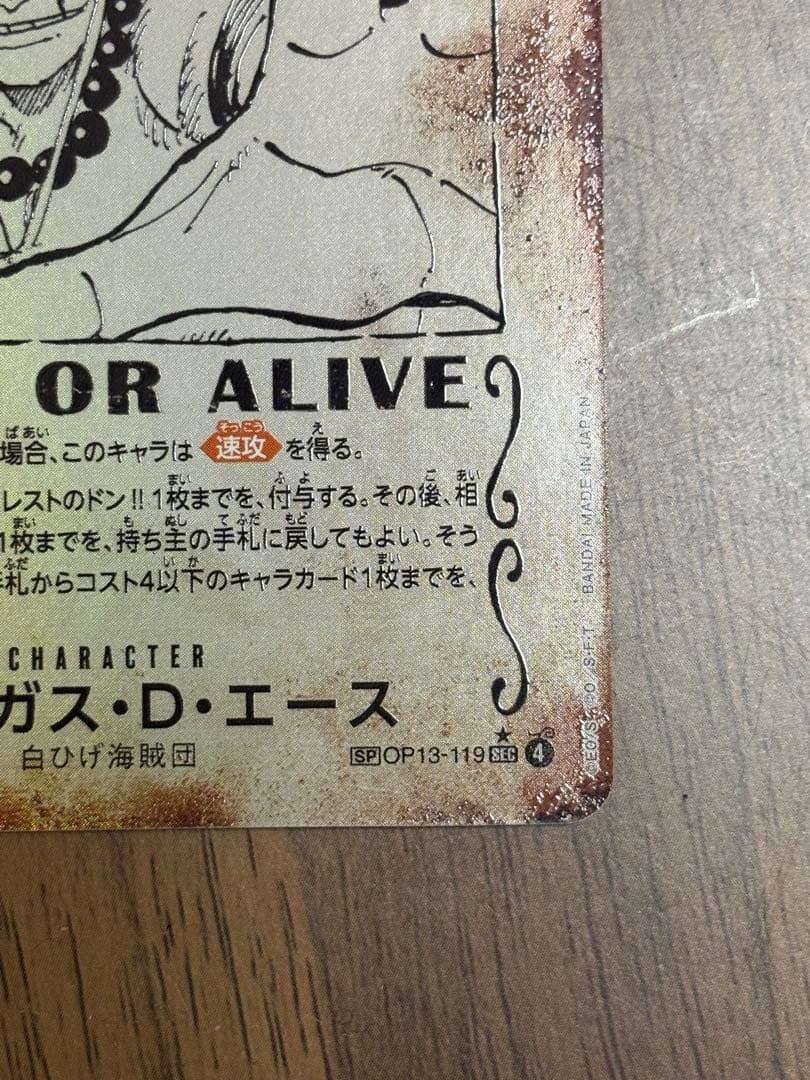 OR ALIVE
場合、このキャラは 速攻 を得る。
レストのドン!!1枚までを、付与する。その後、相
1枚までを、持ち主の手札に戻してもよい。そう
札からコスト4以下のキャラカード1枚までを、
CHARACTER
ガス・D・エース
白ひげ海賊団
SP OP13-119 SEC 4
©E.O/S. ©O/S.F.T BANDAI MADE IN JAPAN